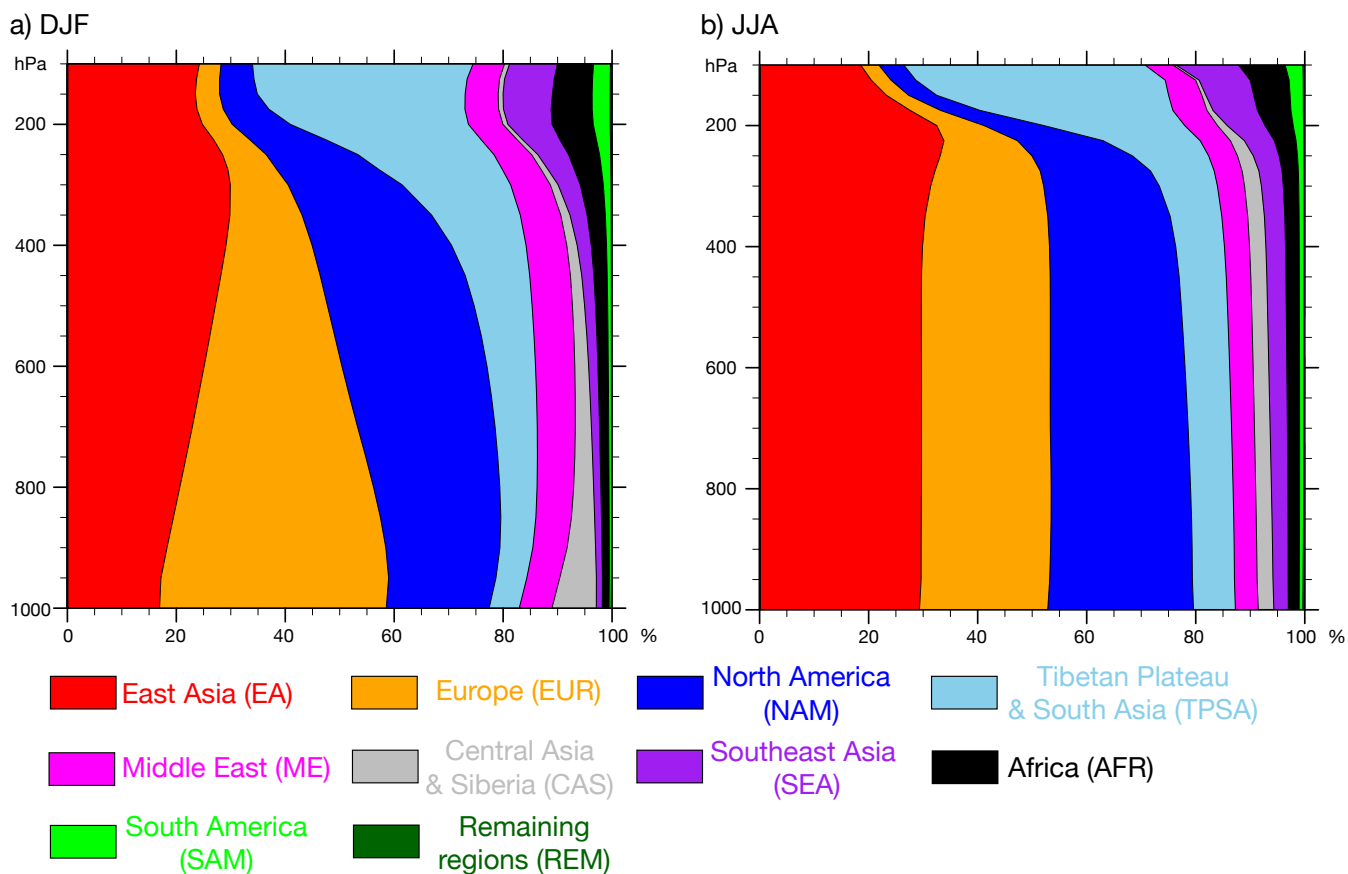 a) DJF
b) JJA
hPa
200
400
600
800
1000
0 20 40 60 80 100 %
hPa
200
400
600
800
1000
0 20 40 60 80 100 %
East Asia (EA)
Europe (EUR)
North America
(NAM)
Tibetan Plateau
& South Asia (TPSA)
Middle East (ME)
Central Asia
& Siberia (CAS)
Southeast Asia
(SEA)
Africa (AFR)
South America
(SAM)
Remaining
regions (REM)